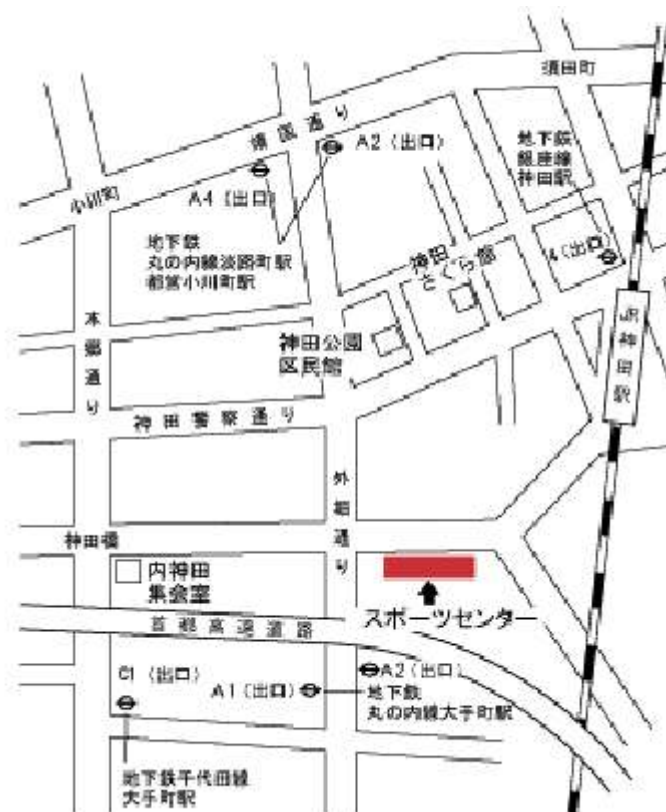 須田町
靖国通り
A2（出口）
地下鉄
銀座線
神田駅
小川町
A4（出口）
地下鉄
丸の内線淡路町駅
都営小川町駅
神田
さくら館
4（出口）
JR神田駅
本郷通り
神田公園
区民館
神田警察通り
外堀通り
神田橋
内神田
集会室
スポーツセンター
首都高速道路
C1（出口）
A1（出口）
A2（出口）
地下鉄
丸の内線大手町駅
地下鉄千代田線
大手町駅